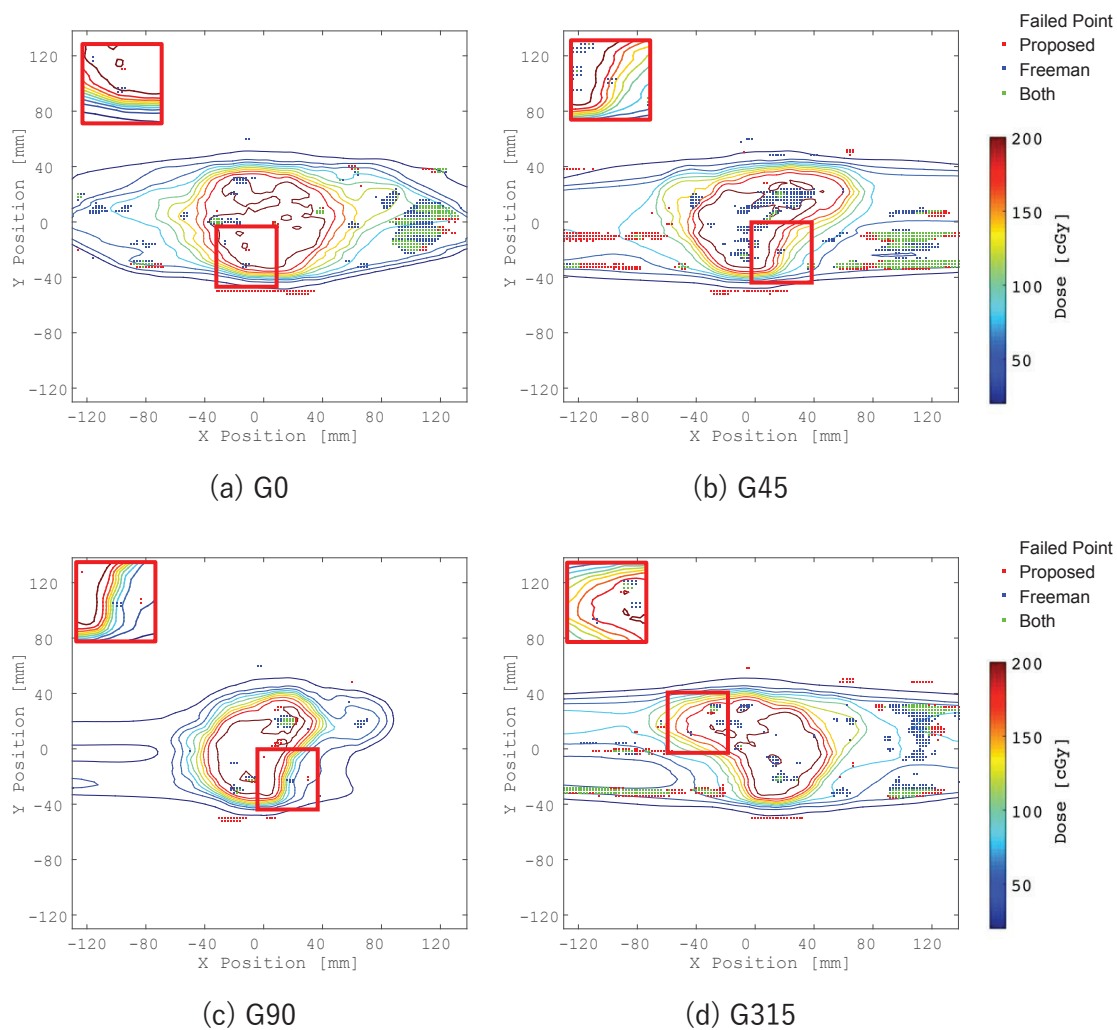 Failed Point
Proposed
Freeman
Both
120
80
40
0
-40
-80
-120
Y Position [mm]
-120 -80 -40 0 40 80 120
X Position [mm]
(a) G0
120
80
40
0
-40
-80
-120
Y Position [mm]
-120 -80 -40 0 40 80 120
X Position [mm]
(b) G45
200
150
100
50
Dose [cGy]
Failed Point
Proposed
Freeman
Both
120
80
40
0
-40
-80
-120
Y Position [mm]
-120 -80 -40 0 40 80 120
X Position [mm]
(c) G90
120
80
40
0
-40
-80
-120
Y Position [mm]
-120 -80 -40 0 40 80 120
X Position [mm]
(d) G315
200
150
100
50
Dose [cGy]